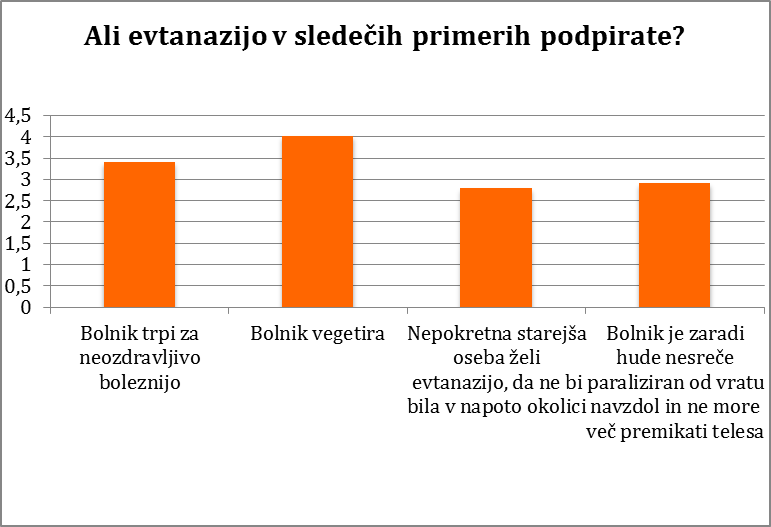 Ali evtanazijo v sledečih primerih podpirate?
4,5
4
3,5
3
2,5
2
1,5
1
0,5
0
Bolnik trpi za
neozdravljivo
boleznijo
Bolnik vegetira
Nepokretna starejša
oseba želi
evtanazijo, da ne bi
bila v napoto okolici
Bolnik je zaradi
hude nesreče
paraliziran od vratu
navzdol in ne more
več premikati telesa